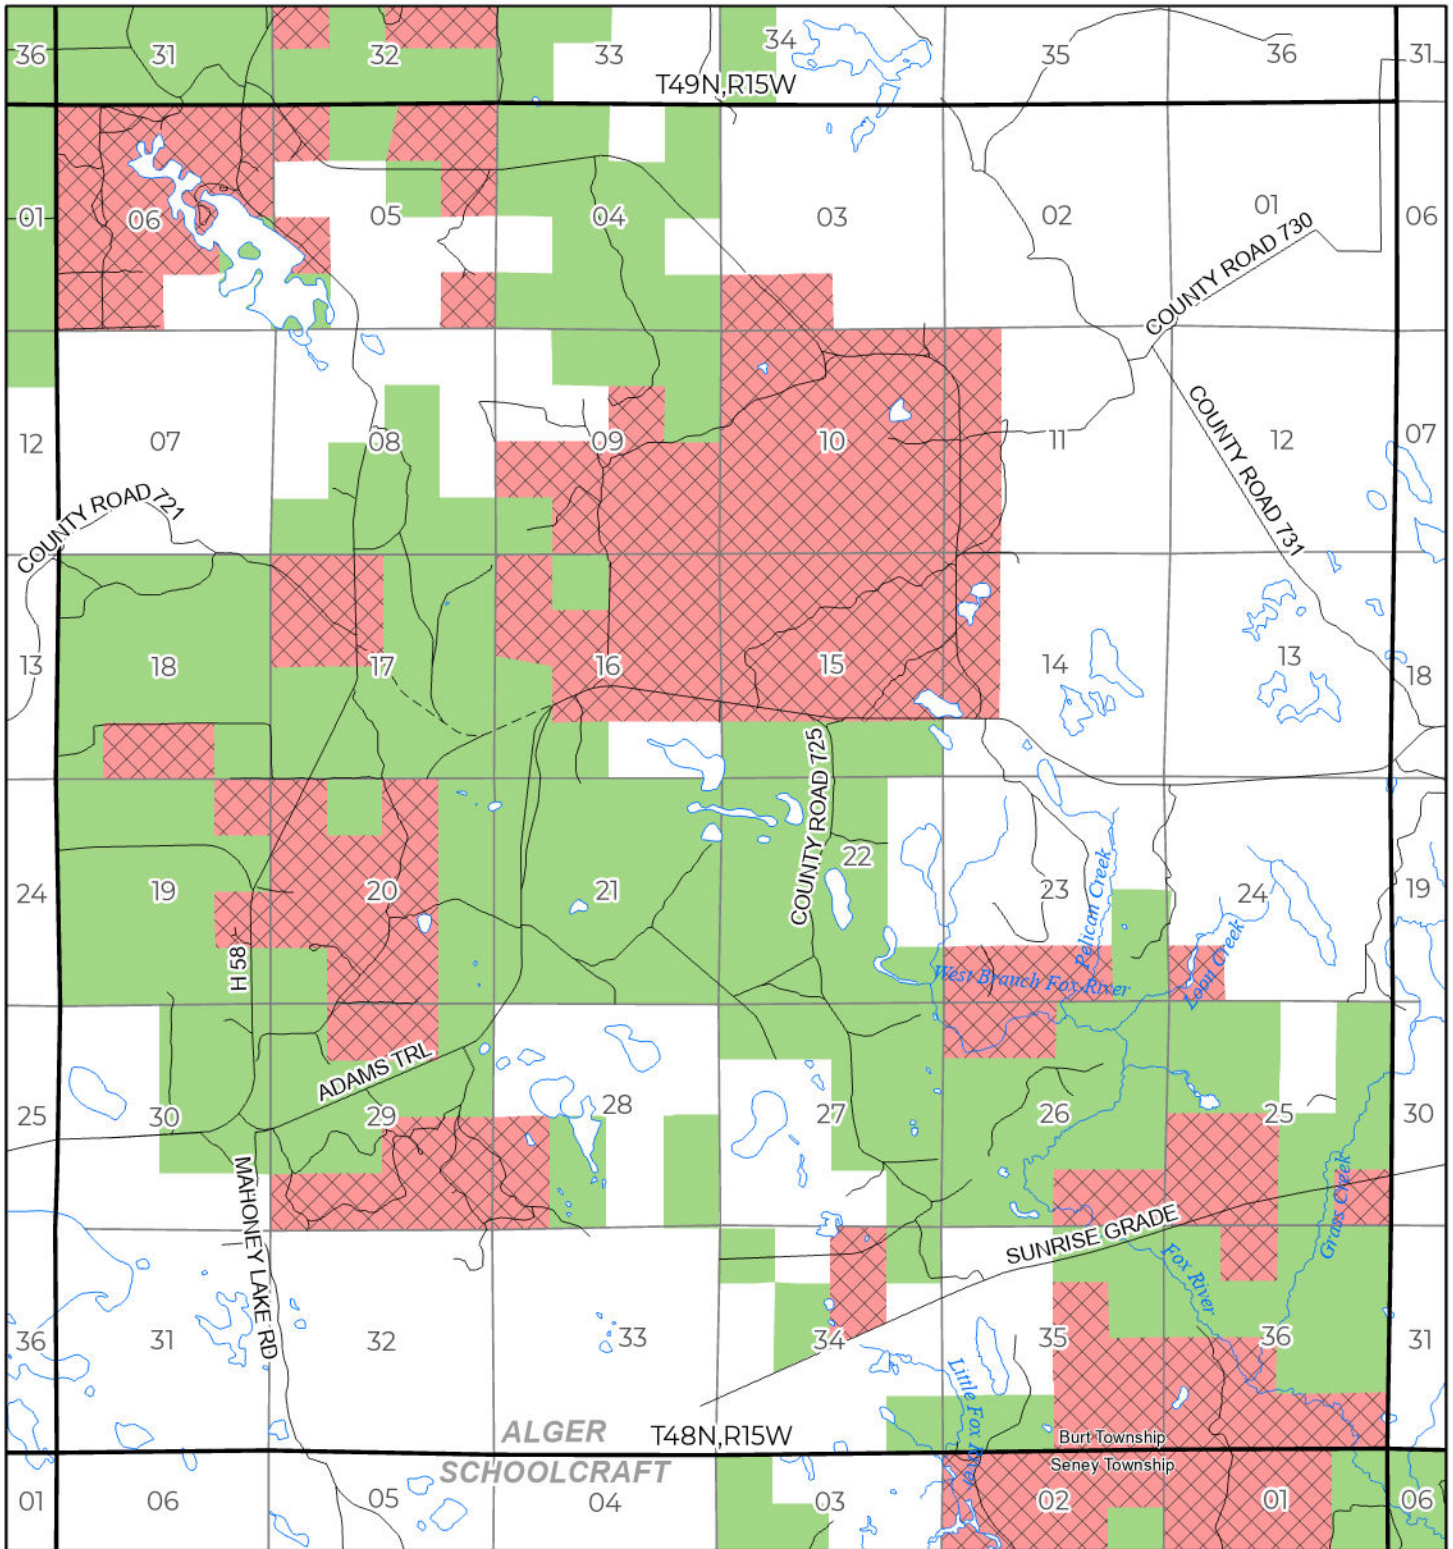 36 31 32 33 34 35 36 31
T49N,R15W
01 06 05 04 03 02 01 06
COUNTY ROAD 730
12 07 08 09 10 11 12 07
COUNTY ROAD 721
COUNTY ROAD 731
13 18 17 16 15 14 13 18
COUNTY ROAD 725
24 19 20 21 22 23 24 19
H 58
Pelican Creek
West Branch Fox River
Loon Creek
ADAMS TRL
25 30 29 28 27 26 25 30
MAHONEY LAKE RD
SUNRISE GRADE
Grass Creek
Fox River
36 31 32 33 34 35 36 31
Little Fox River
ALGER
T48N,R15W
Burt Township
SCHOOLCRAFT
Seney Township
01 06 05 04 03 02 01 06